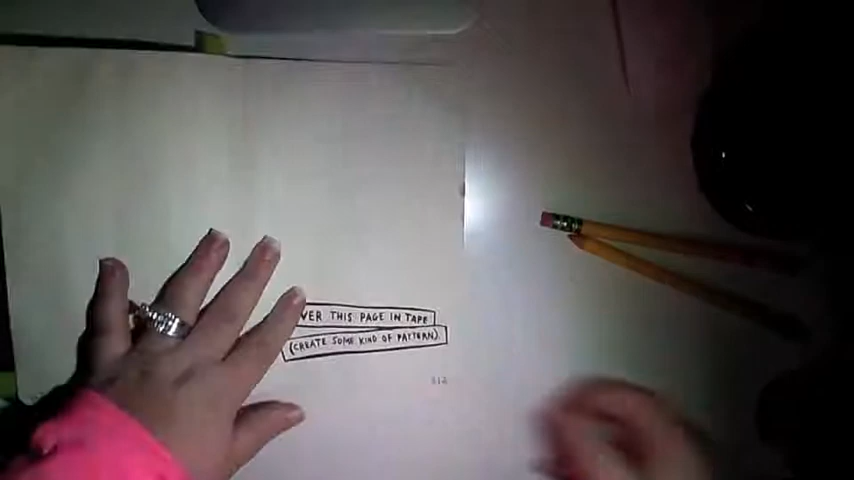 VER THIS PAGE IN TAPE
(CREATE SOME KIND OF PATTERN)